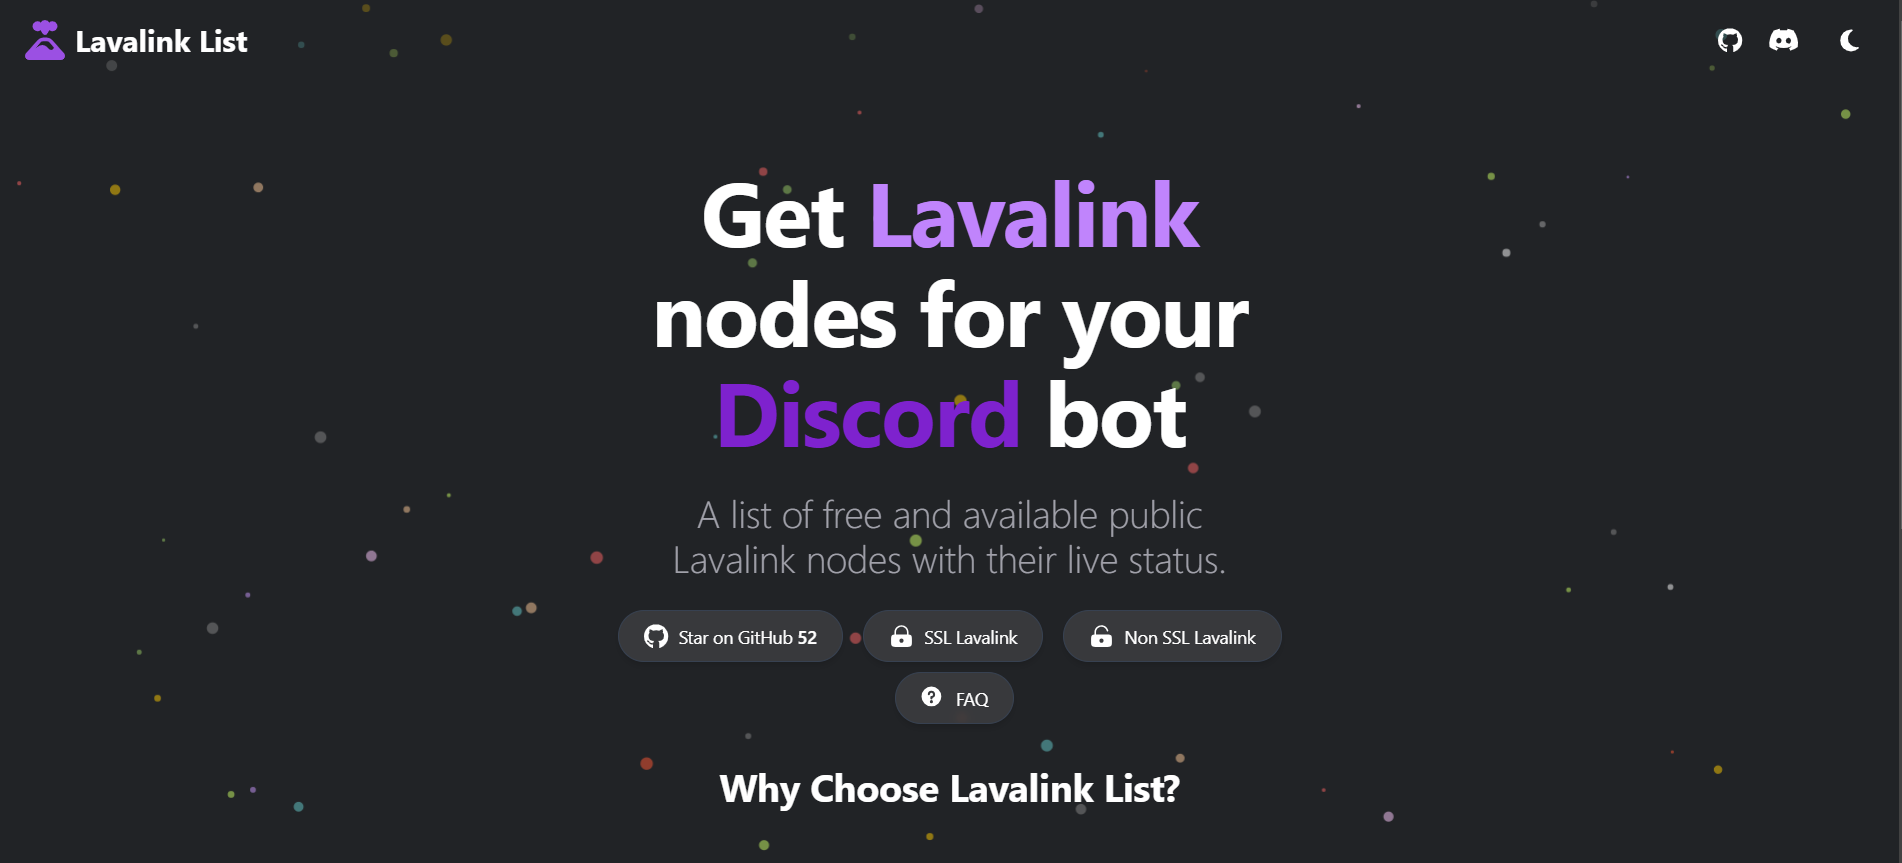 Lavalink List
Get Lavalink
nodes for your
Discord bot
A list of free and available public
Lavalink nodes with their live status.
Star on GitHub 52
SSL Lavalink
Non SSL Lavalink
FAQ
Why Choose Lavalink List?